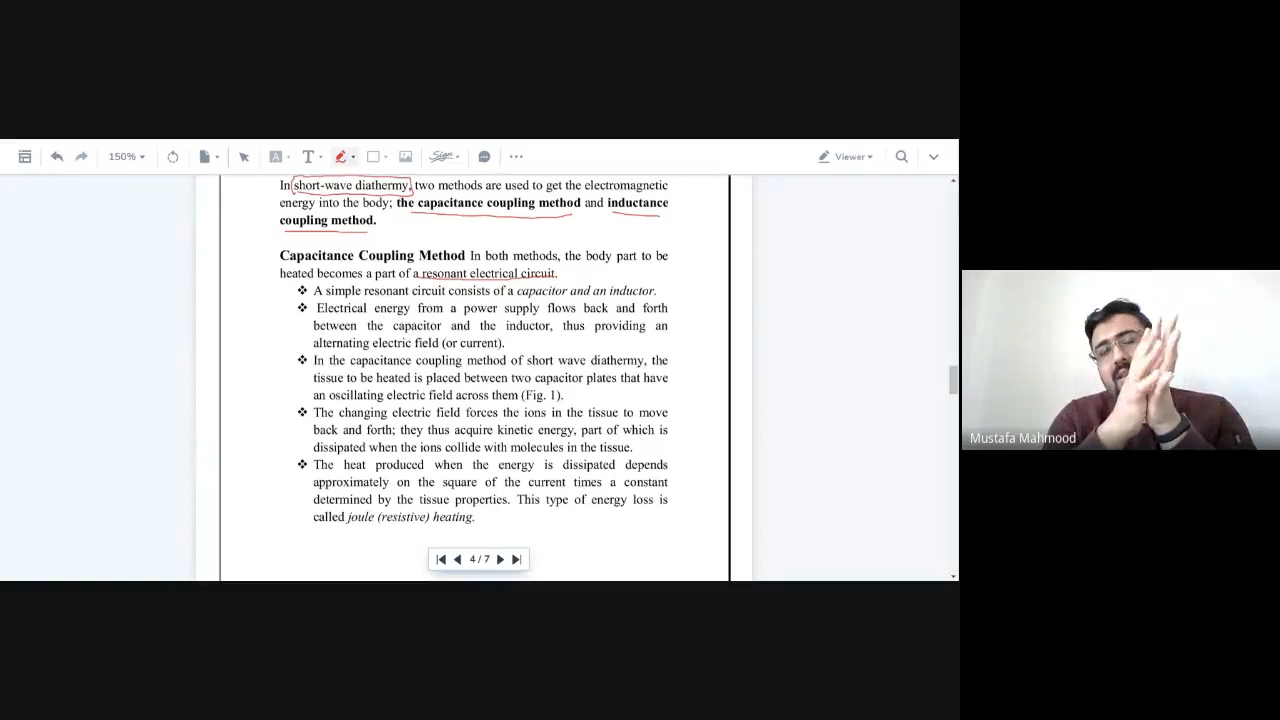 150%
A
T
Sign
Viewer
In short-wave diathermy, two methods are used to get the electromagnetic
energy into the body; the capacitance coupling method and inductance
coupling method.
Capacitance Coupling Method In both methods, the body part to be
heated becomes a part of a resonant electrical circuit.
❖ A simple resonant circuit consists of a capacitor and an inductor.
❖ Electrical energy from a power supply flows back and forth
between the capacitor and the inductor, thus providing an
alternating electric field (or current).
❖ In the capacitance coupling method of short wave diathermy, the
tissue to be heated is placed between two capacitor plates that have
an oscillating electric field across them (Fig. 1).
❖ The changing electric field forces the ions in the tissue to move
back and forth; they thus acquire kinetic energy, part of which is
dissipated when the ions collide with molecules in the tissue.
❖ The heat produced when the energy is dissipated depends
approximately on the square of the current times a constant
determined by the tissue properties. This type of energy loss is
called joule (resistive) heating.
4 / 7
Mustafa Mahmood